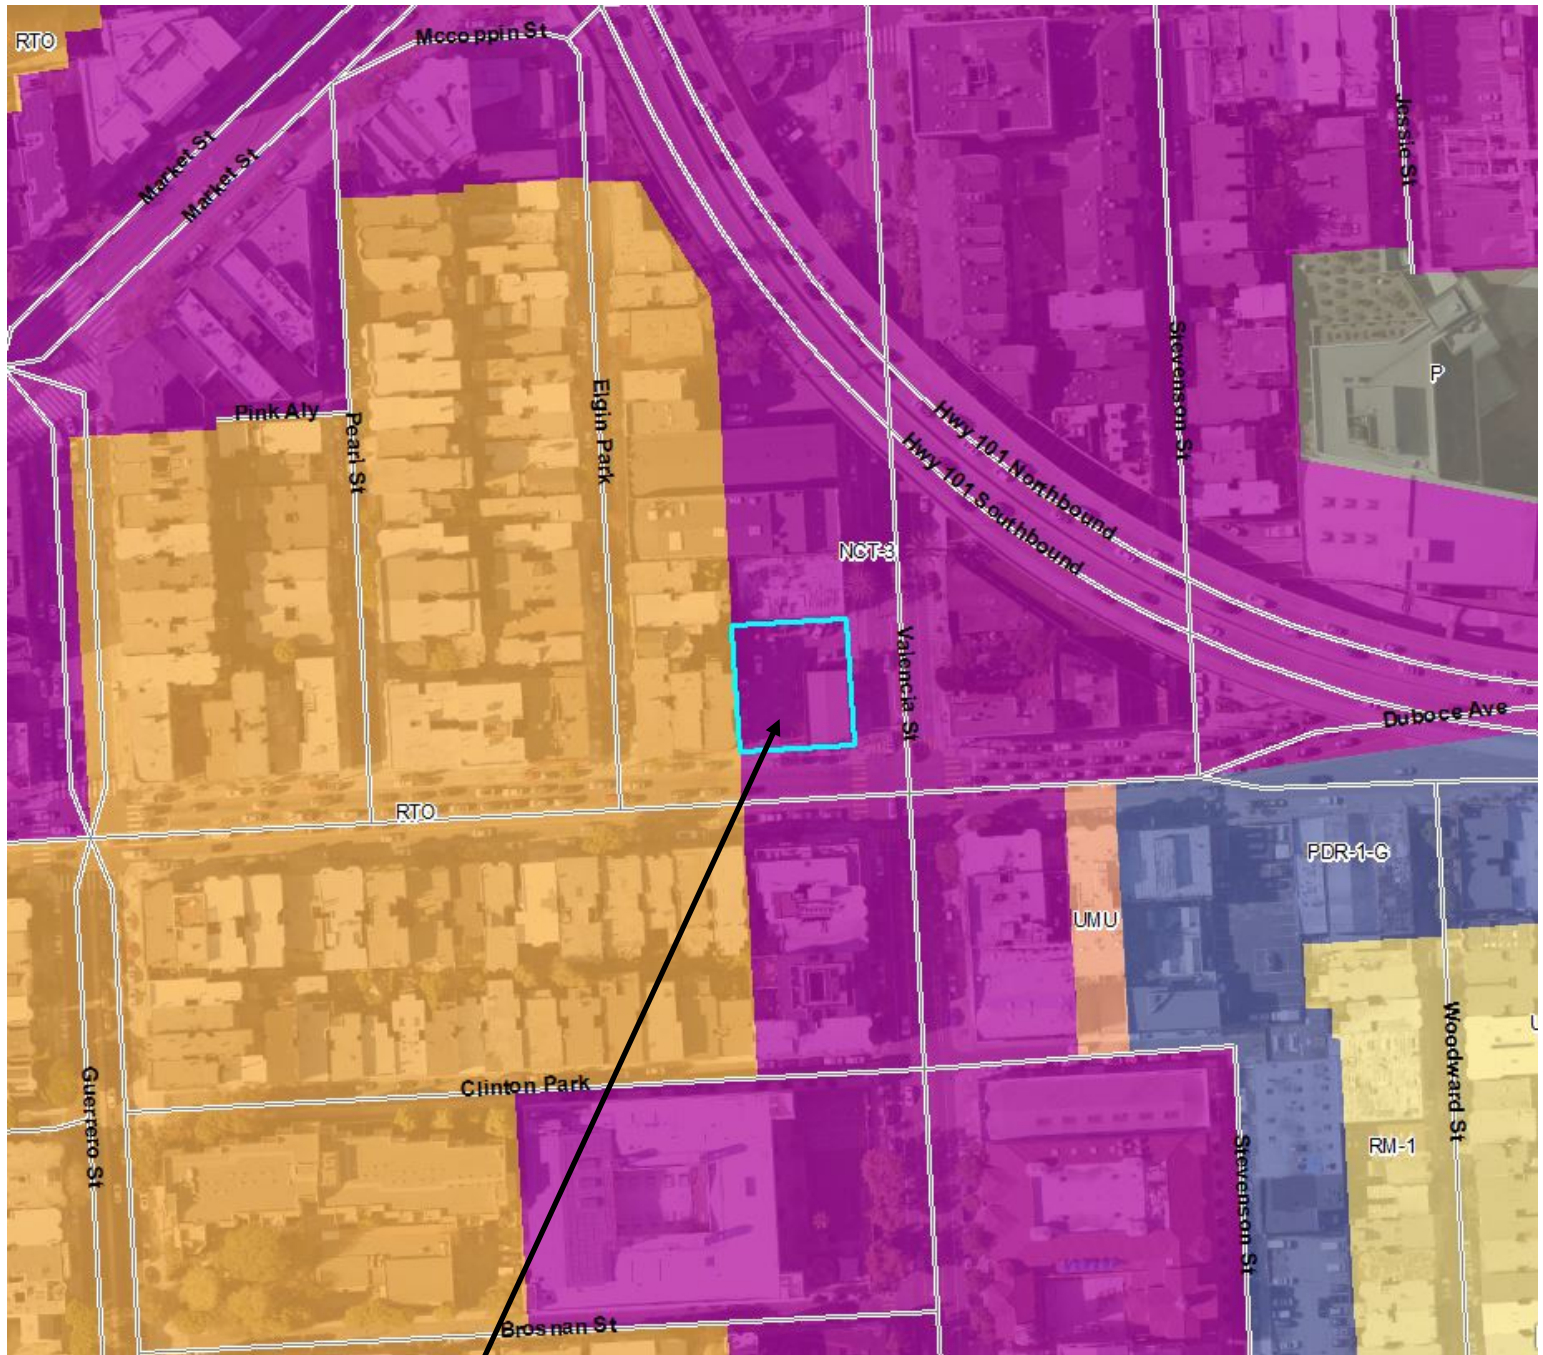 RTO
Mccoppin St
Jessie St
Market St
Market St
P
Stevenson St
Pink Aly
Pearl St
Elgin Park
Hwy 101 Northbound
Hwy 101 Southbound
NCT-3
Valencia St
Duboce Ave
RTO
PDR-1-G
UMU
Woodward St
Guerrero St
Clinton Park
RM-1
Stevenson St
Brosnan St